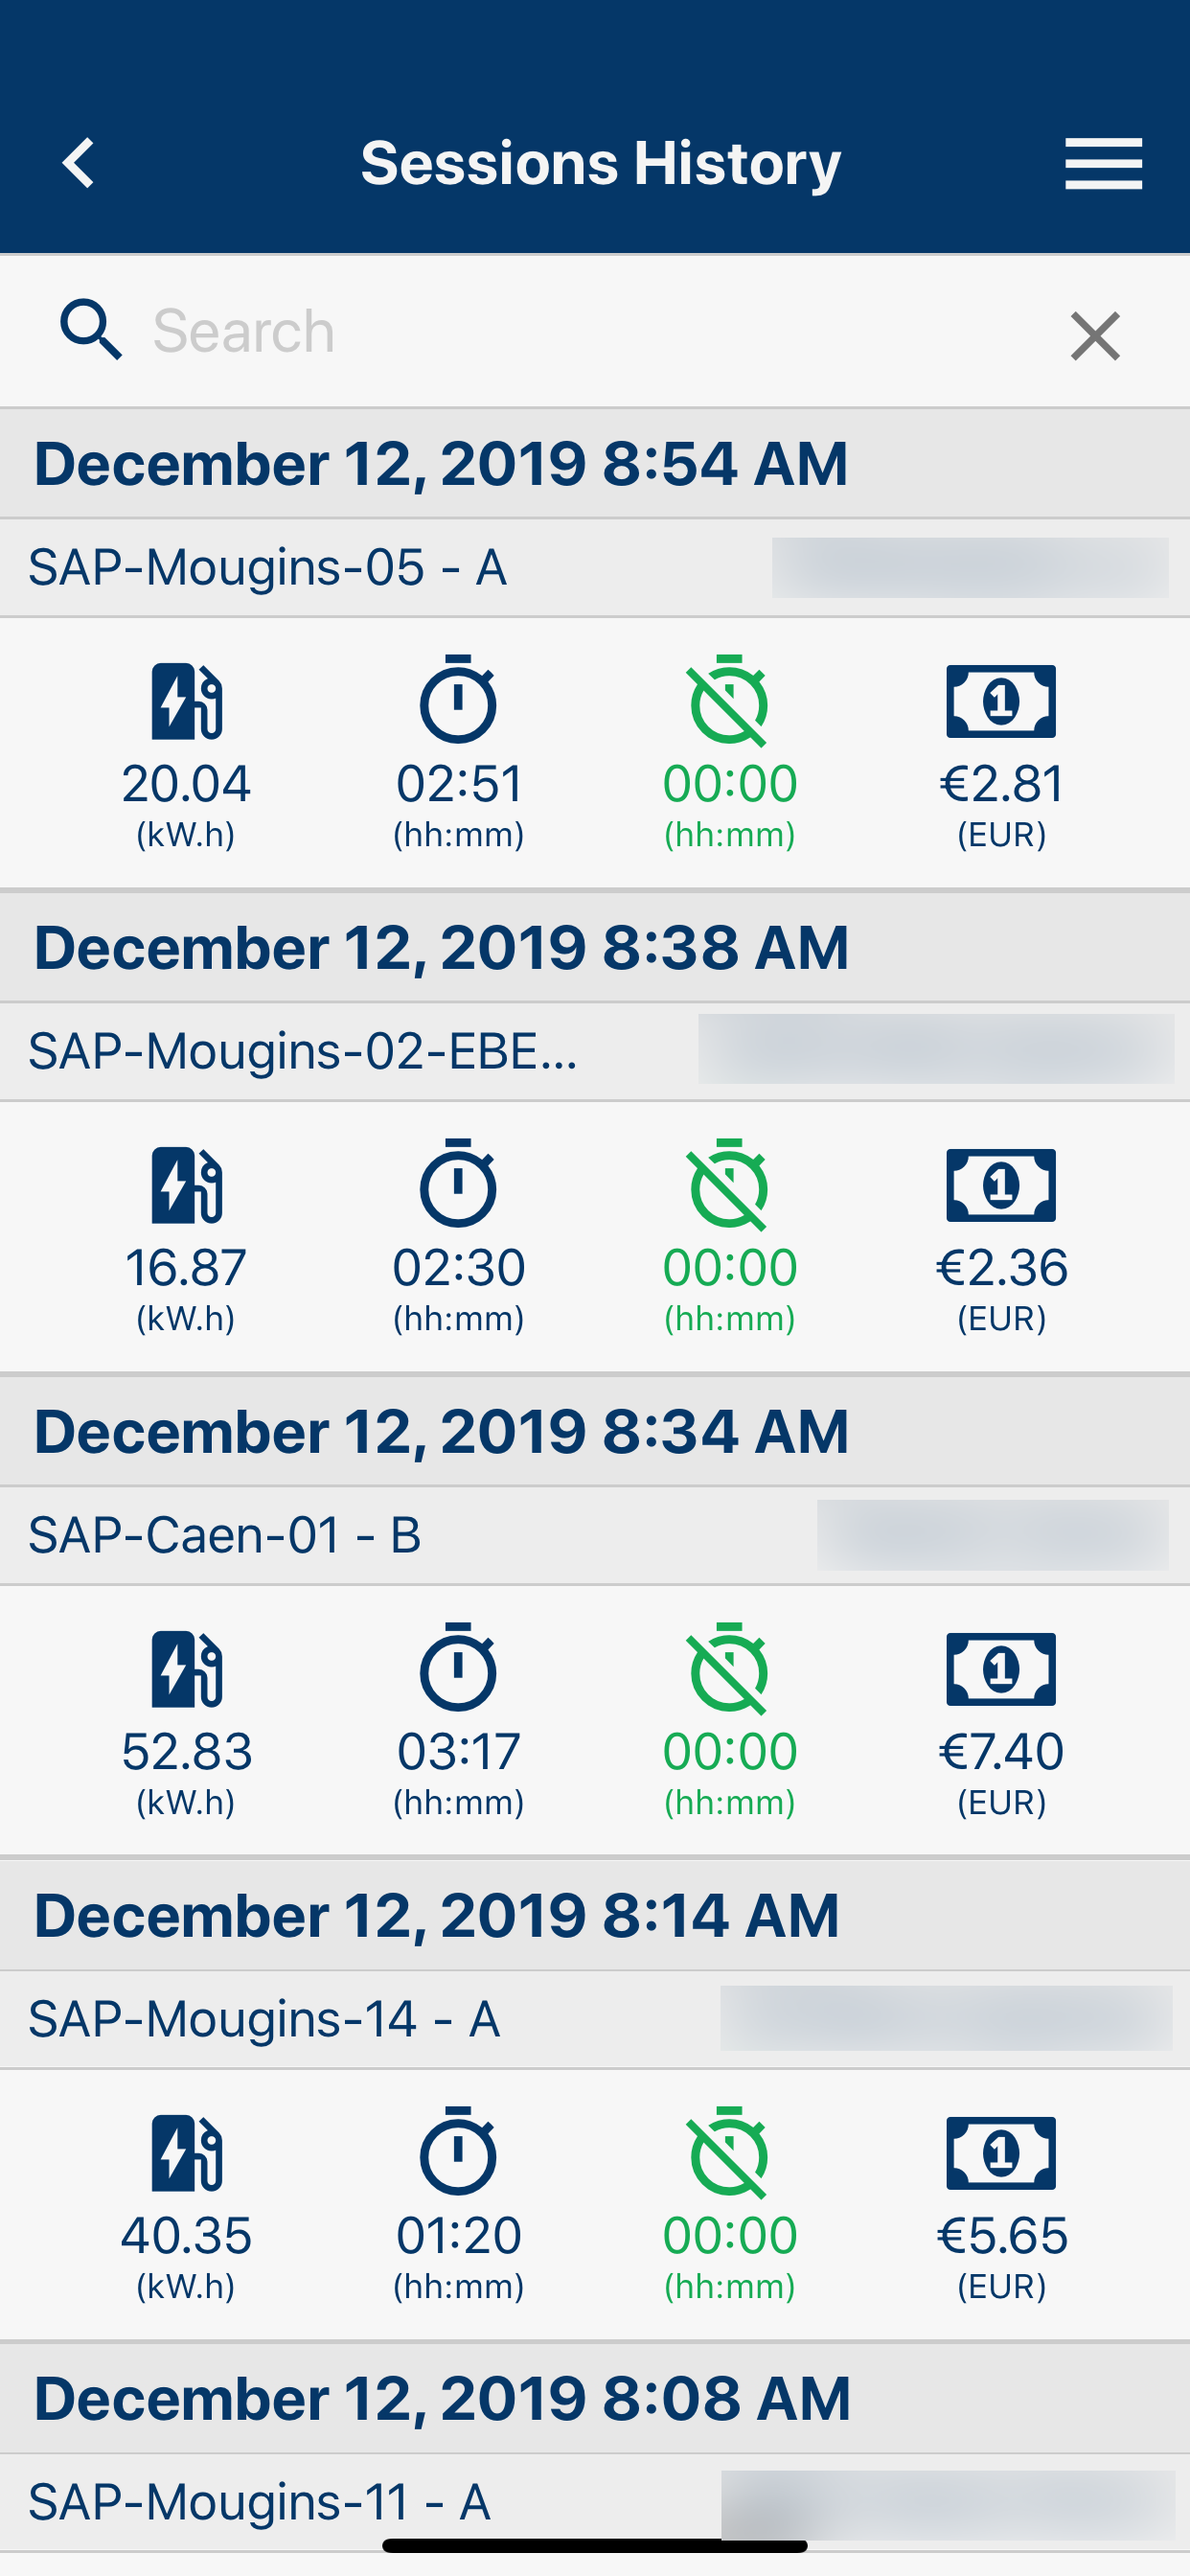 Sessions History
Search
December 12, 2019 8:54 AM
SAP-Mougins-05 - A
20.04 02:51 00:00 €2.81
(kW.h) (hh:mm) (hh:mm) (EUR)
December 12, 2019 8:38 AM
SAP-Mougins-02-EBE...
16.87 02:30 00:00 €2.36
(kW.h) (hh:mm) (hh:mm) (EUR)
December 12, 2019 8:34 AM
SAP-Caen-01 - B
52.83 03:17 00:00 €7.40
(kW.h) (hh:mm) (hh:mm) (EUR)
December 12, 2019 8:14 AM
SAP-Mougins-14 - A
40.35 01:20 00:00 €5.65
(kW.h) (hh:mm) (hh:mm) (EUR)
December 12, 2019 8:08 AM
SAP-Mougins-11 - A